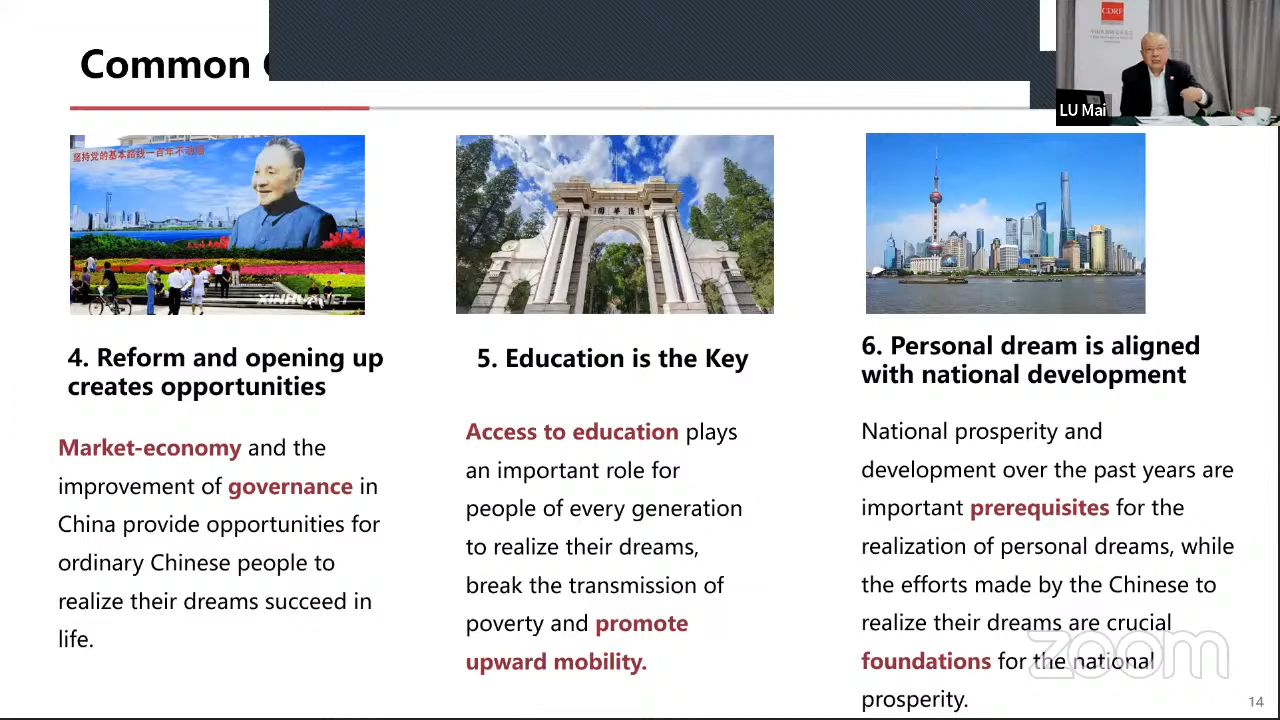 Common
CDRF
LU Mai
坚持党的基本路线一百年不动摇
XINHUANET
4. Reform and opening up
creates opportunities
Market-economy and the
improvement of governance in
China provide opportunities for
ordinary Chinese people to
realize their dreams succeed in
life.
5. Education is the Key
Access to education plays
an important role for
people of every generation
to realize their dreams,
break the transmission of
poverty and promote
upward mobility.
6. Personal dream is aligned
with national development
National prosperity and
development over the past years are
important prerequisites for the
realization of personal dreams, while
the efforts made by the Chinese to
realize their dreams are crucial
foundations for the national
prosperity.
zoom
14